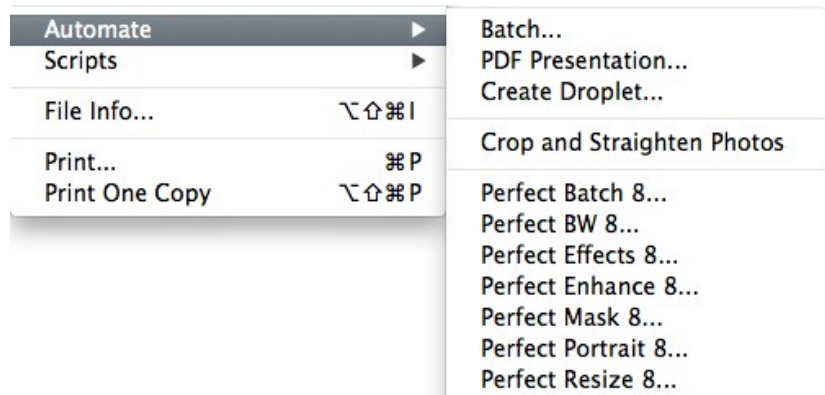 Automate ▶
Scripts ▶
File Info... ⌥⇧⌘I
Print... ⌘P
Print One Copy ⌥⇧⌘P
Batch...
PDF Presentation...
Create Droplet...
Crop and Straighten Photos
Perfect Batch 8...
Perfect BW 8...
Perfect Effects 8...
Perfect Enhance 8...
Perfect Mask 8...
Perfect Portrait 8...
Perfect Resize 8...